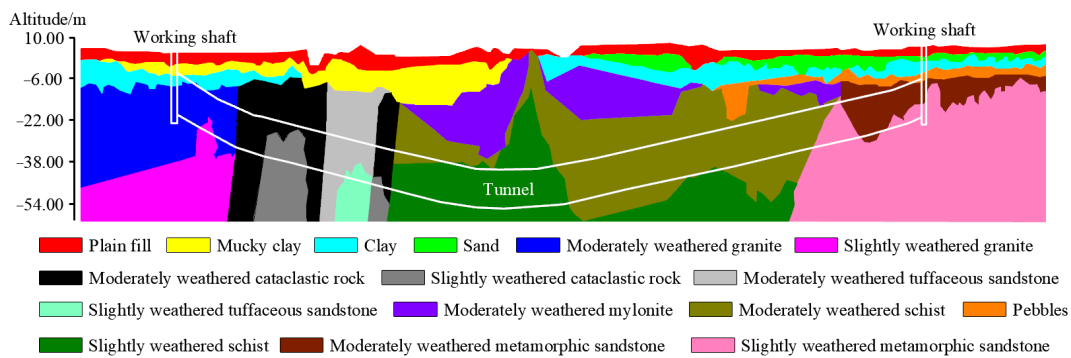 Altitude/m
10.00
Working shaft
Working shaft
–6.00
–22.00
–38.00
Tunnel
–54.00
Plain fill Mucky clay Clay Sand Moderately weathered granite Slightly weathered granite
Moderately weathered cataclastic rock Slightly weathered cataclastic rock Moderately weathered tuffaceous sandstone
Slightly weathered tuffaceous sandstone Moderately weathered mylonite Moderately weathered schist Pebbles
Slightly weathered schist Moderately weathered metamorphic sandstone Slightly weathered metamorphic sandstone